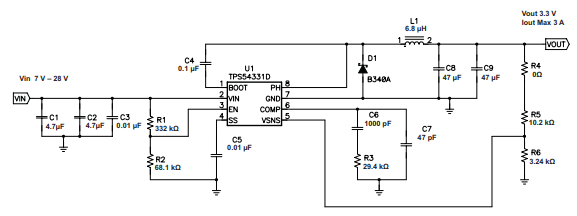 Vout 3.3 V
Iout Max 3 A
L1
6.8 µH
1 2
VOUT
C4
0.1 µF
D1
B340A
C8
47 µF
C9
47 µF
R4
0Ω
U1
TPS54331D
Vin 7 V – 28 V
1 BOOT PH 8
2 VIN GND 7
3 EN COMP 6
4 SS VSNS 5
VIN
C1
4.7µF
C2
4.7µF
C3
0.01 µF
R1
332 kΩ
R2
68.1 kΩ
C5
0.01 µF
C6
1000 pF
C7
47 pF
R3
29.4 kΩ
R5
10.2 kΩ
R6
3.24 kΩ